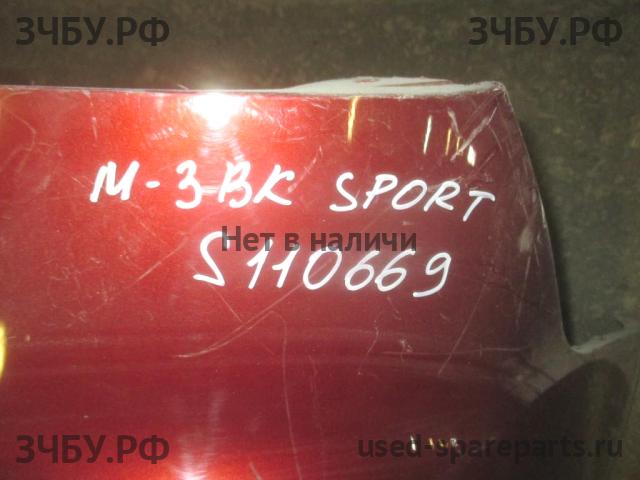 ЗЧБУ.РФ
ЗЧБУ.РФ
M-3BK SPORT
Нет в наличи
S110669
ЗЧБУ.РФ
used-spareparts.ru